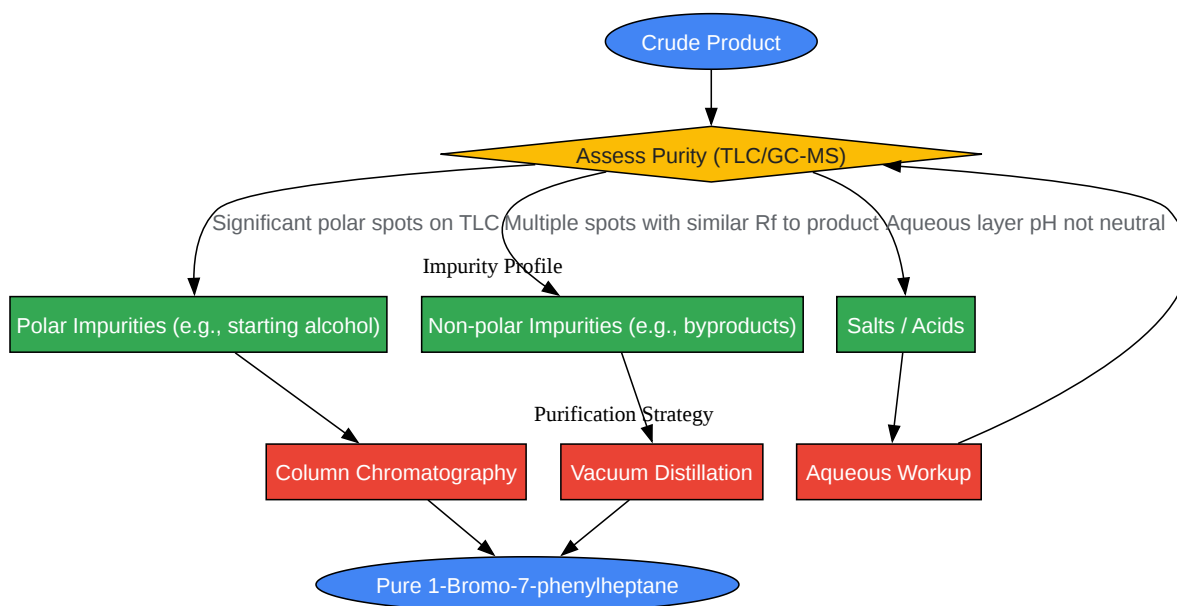 Crude Product
Assess Purity (TLC/GC-MS)
Significant polar spots on TLC
Multiple spots with similar Rf to product
Aqueous layer pH not neutral
Impurity Profile
Polar Impurities (e.g., starting alcohol)
Non-polar Impurities (e.g., byproducts)
Salts / Acids
Purification Strategy
Column Chromatography
Vacuum Distillation
Aqueous Workup
Pure 1-Bromo-7-phenylheptane